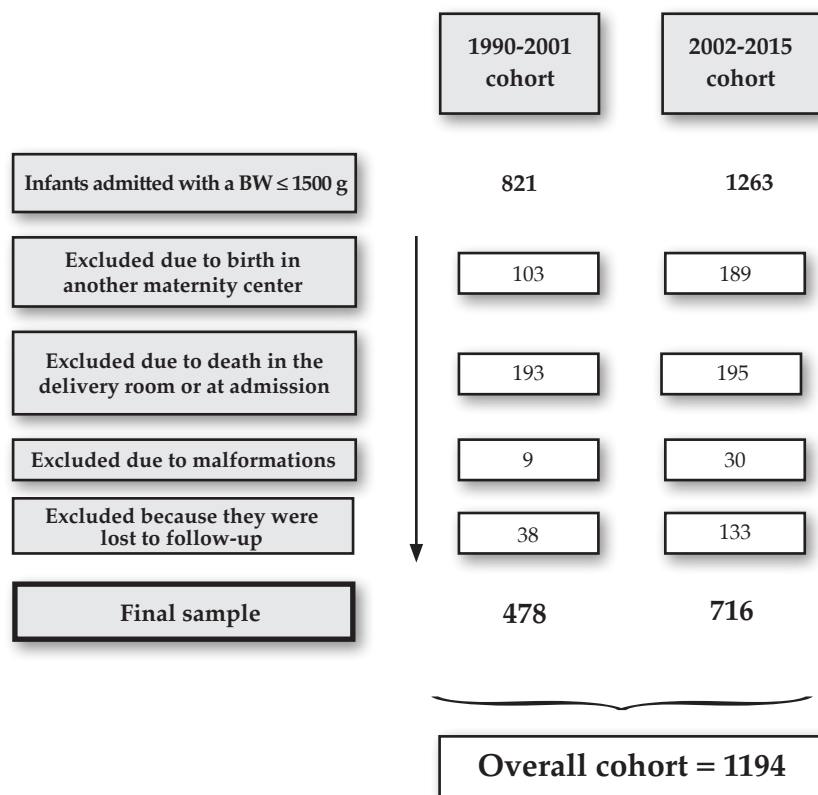 1990-2001
cohort
2002-2015
cohort
Infants admitted with a BW ≤ 1500 g
821
1263
Excluded due to birth in
another maternity center
103
189
Excluded due to death in the
delivery room or at admission
193
195
Excluded due to malformations
9
30
Excluded because they were
lost to follow-up
38
133
Final sample
478
716
Overall cohort = 1194